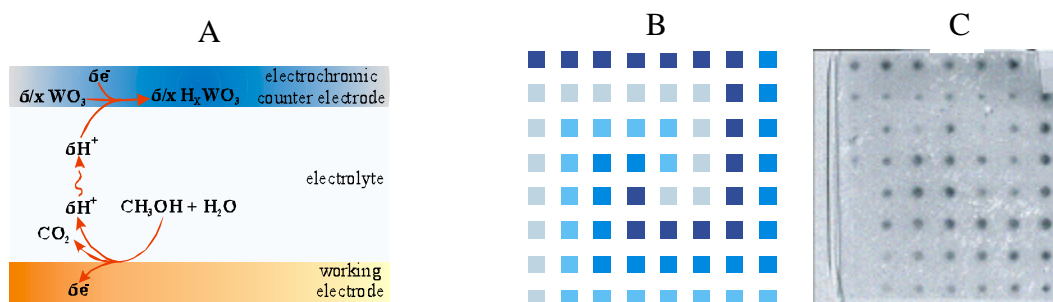 A
B
C
6e⁻
electrochromic
6/x WO₃
6/x HₓWO₃
counter electrode
6H⁺
electrolyte
6H⁺
CH₃OH + H₂O
CO₂
working
6e⁻
electrode